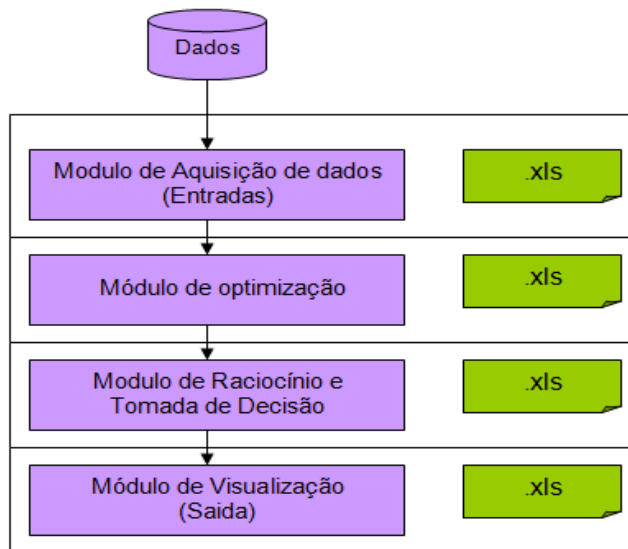 Dados
Modulo de Aquisição de dados
(Entradas)
.xls
Módulo de optimização
.xls
Modulo de Raciocínio e
Tomada de Decisão
.xls
Módulo de Visualização
(Saida)
.xls